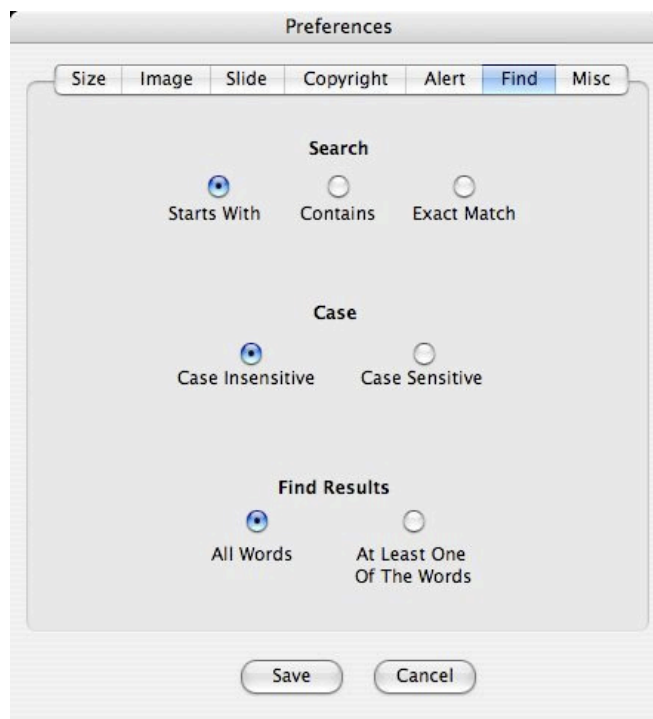 Preferences
Size Image Slide Copyright Alert Find Misc
Search
Starts With Contains Exact Match
Case
Case Insensitive Case Sensitive
Find Results
All Words At Least One
Of The Words
Save Cancel